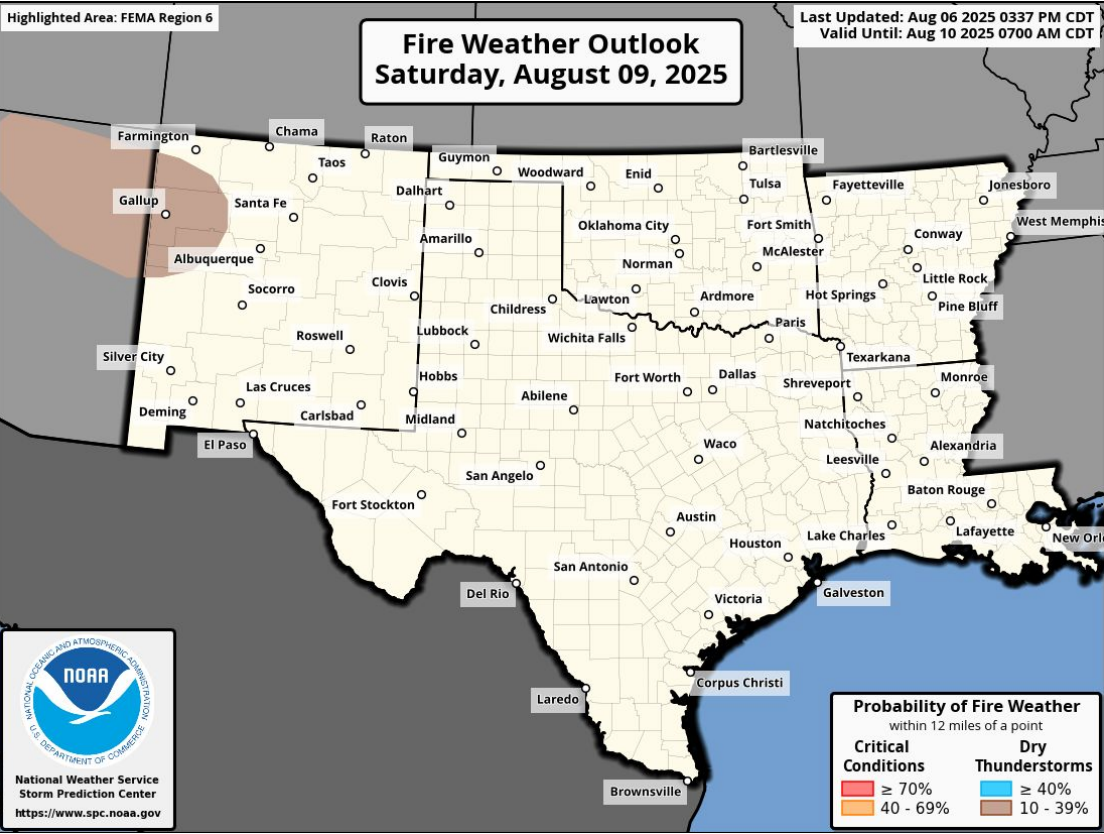 Highlighted Area: FEMA Region 6
Fire Weather Outlook
Saturday, August 09, 2025
Last Updated: Aug 06 2025 0337 PM CDT
Valid Until: Aug 10 2025 0700 AM CDT
Farmington
Chama
Raton
Taos
Guymon
Woodward
Enid
Bartlesville
Tulsa
Fayetteville
Jonesboro
Gallup
Santa Fe
Dalhart
Oklahoma City
Fort Smith
West Memphis
Albuquerque
Amarillo
Norman
McAlester
Conway
Little Rock
Socorro
Clovis
Childress
Lawton
Ardmore
Hot Springs
Pine Bluff
Roswell
Lubbock
Wichita Falls
Paris
Texarkana
Silver City
Las Cruces
Hobbs
Abilene
Fort Worth
Dallas
Shreveport
Monroe
Deming
Carlsbad
Midland
Natchitoches
El Paso
San Angelo
Waco
Leesville
Alexandria
Fort Stockton
Austin
Baton Rouge
Houston
Lake Charles
Lafayette
New Orl
San Antonio
Del Rio
Victoria
Galveston
Laredo
Corpus Christi
Brownsville
NATIONAL OCEANIC AND ATMOSPHERIC ADMINISTRATION
NOAA
U.S. DEPARTMENT OF COMMERCE
National Weather Service
Storm Prediction Center
https://www.spc.noaa.gov
Probability of Fire Weather
within 12 miles of a point
Critical Conditions
Dry Thunderstorms
≥ 70%
≥ 40%
40 - 69%
10 - 39%